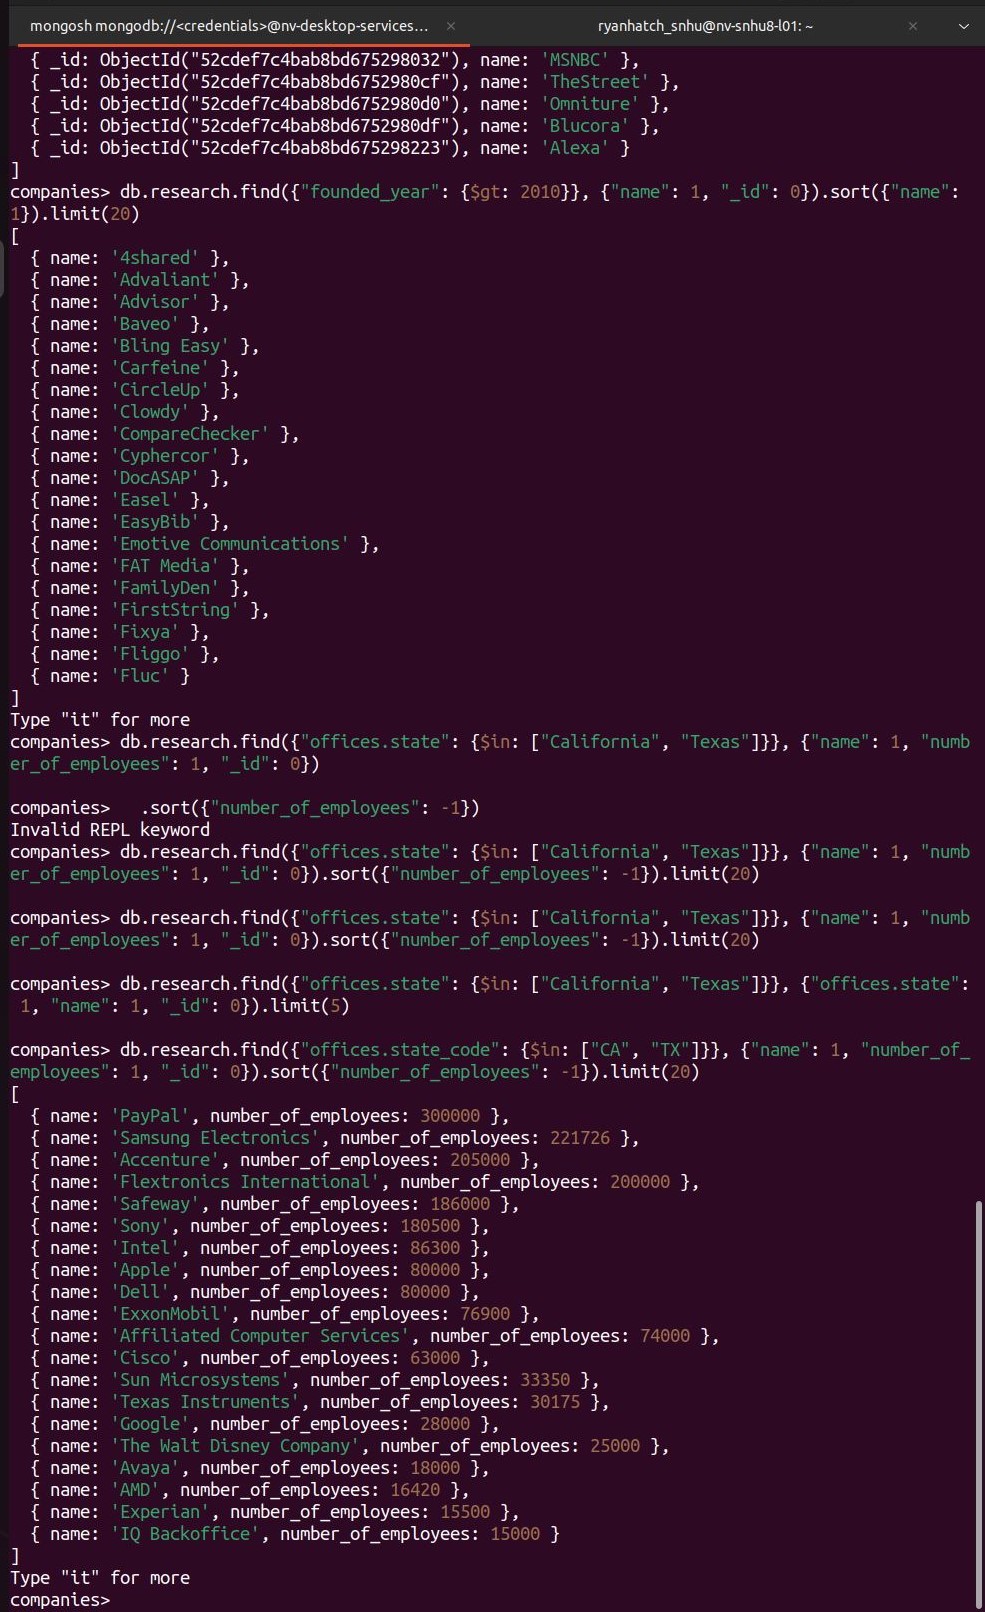 mongosh mongodb://<credentials>@nv-desktop-services... × ryanhatch_snhu@nv-snhu8-l01: ~ ×
  { _id: ObjectId("52cdef7c4bab8bd675298032"), name: 'MSNBC' },
  { _id: ObjectId("52cdef7c4bab8bd6752980cf"), name: 'TheStreet' },
  { _id: ObjectId("52cdef7c4bab8bd6752980d0"), name: 'Omniture' },
  { _id: ObjectId("52cdef7c4bab8bd6752980df"), name: 'Blucora' },
  { _id: ObjectId("52cdef7c4bab8bd675298223"), name: 'Alexa' }
]
companies> db.research.find({"founded_year": {$gt: 2010}}, {"name": 1, "_id": 0}).sort({"name":
1}).limit(20)
[
  { name: '4shared' },
  { name: 'Advaliant' },
  { name: 'Advisor' },
  { name: 'Baveo' },
  { name: 'Bling Easy' },
  { name: 'Carfeine' },
  { name: 'CircleUp' },
  { name: 'Clowdy' },
  { name: 'CompareChecker' },
  { name: 'Cyphercor' },
  { name: 'DocASAP' },
  { name: 'Easel' },
  { name: 'EasyBib' },
  { name: 'Emotive Communications' },
  { name: 'FAT Media' },
  { name: 'FamilyDen' },
  { name: 'FirstString' },
  { name: 'Fixya' },
  { name: 'Fliggo' },
  { name: 'Fluc' }
]
Type "it" for more
companies> db.research.find({"offices.state": {$in: ["California", "Texas"]}}, {"name": 1, "numb
er_of_employees": 1, "_id": 0})
companies>   .sort({"number_of_employees": -1})
Invalid REPL keyword
companies> db.research.find({"offices.state": {$in: ["California", "Texas"]}}, {"name": 1, "numb
er_of_employees": 1, "_id": 0}).sort({"number_of_employees": -1}).limit(20)
companies> db.research.find({"offices.state": {$in: ["California", "Texas"]}}, {"name": 1, "numb
er_of_employees": 1, "_id": 0}).sort({"number_of_employees": -1}).limit(20)
companies> db.research.find({"offices.state": {$in: ["California", "Texas"]}}, {"offices.state":
 1, "name": 1, "_id": 0}).limit(5)
companies> db.research.find({"offices.state_code": {$in: ["CA", "TX"]}}, {"name": 1, "number_of_
employees": 1, "_id": 0}).sort({"number_of_employees": -1}).limit(20)
[
  { name: 'PayPal', number_of_employees: 300000 },
  { name: 'Samsung Electronics', number_of_employees: 221726 },
  { name: 'Accenture', number_of_employees: 205000 },
  { name: 'Flextronics International', number_of_employees: 200000 },
  { name: 'Safeway', number_of_employees: 186000 },
  { name: 'Sony', number_of_employees: 180500 },
  { name: 'Intel', number_of_employees: 86300 },
  { name: 'Apple', number_of_employees: 80000 },
  { name: 'Dell', number_of_employees: 80000 },
  { name: 'ExxonMobil', number_of_employees: 76900 },
  { name: 'Affiliated Computer Services', number_of_employees: 74000 },
  { name: 'Cisco', number_of_employees: 63000 },
  { name: 'Sun Microsystems', number_of_employees: 33350 },
  { name: 'Texas Instruments', number_of_employees: 30175 },
  { name: 'Google', number_of_employees: 28000 },
  { name: 'The Walt Disney Company', number_of_employees: 25000 },
  { name: 'Avaya', number_of_employees: 18000 },
  { name: 'AMD', number_of_employees: 16420 },
  { name: 'Experian', number_of_employees: 15500 },
  { name: 'IQ Backoffice', number_of_employees: 15000 }
]
Type "it" for more
companies>